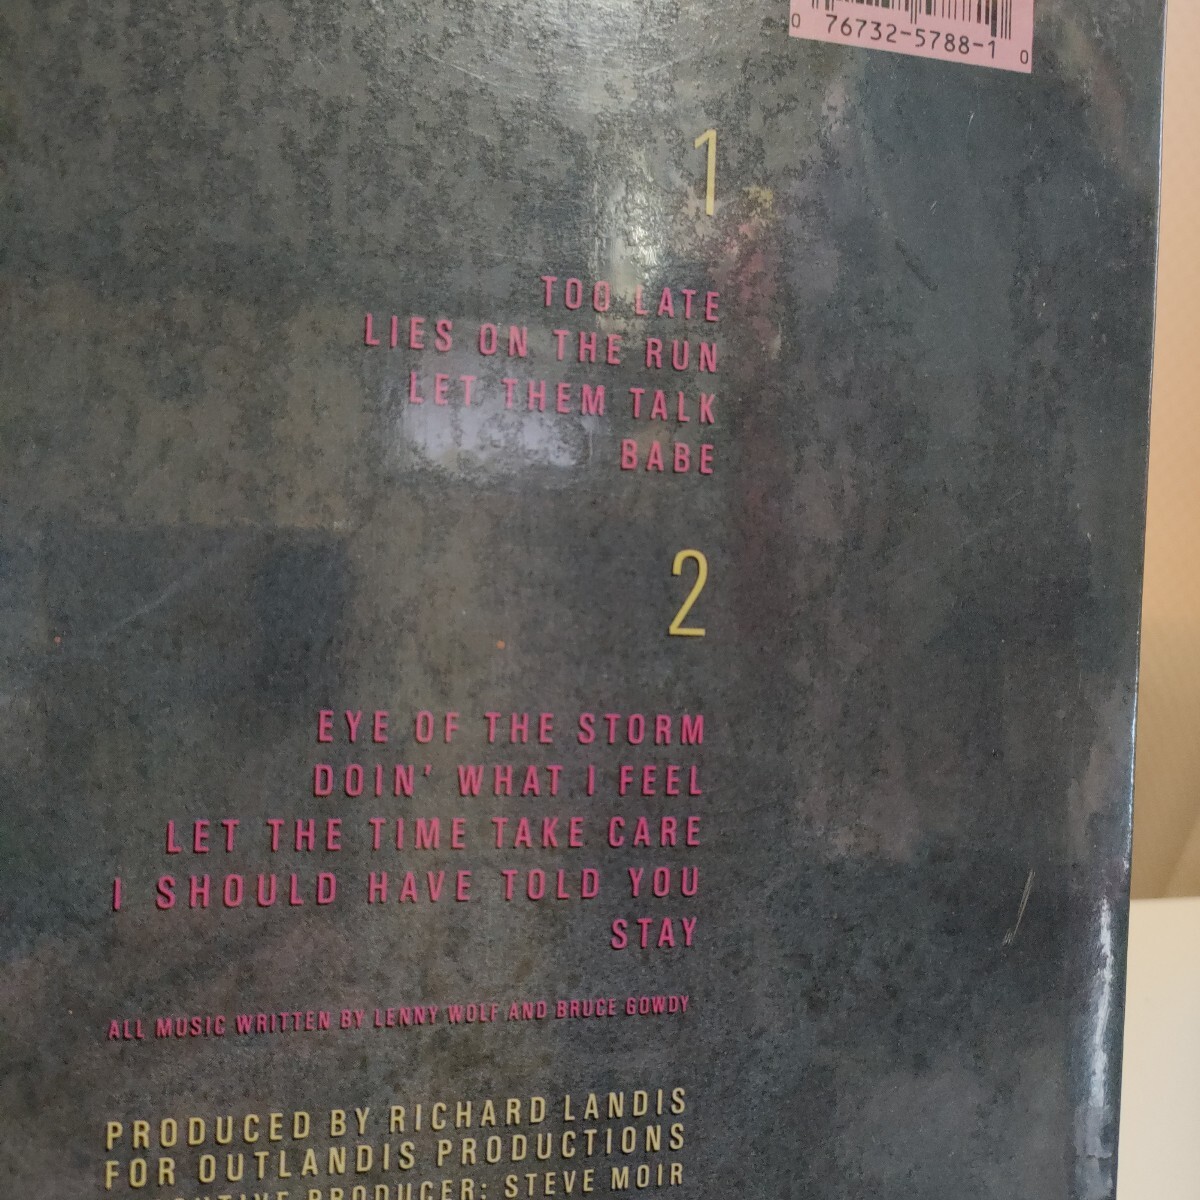 0 76732-5788-1 0
1
TOO LATE
LIES ON THE RUN
LET THEM TALK
BABE
2
EYE OF THE STORM
DOIN' WHAT I FEEL
LET THE TIME TAKE CARE
I SHOULD HAVE TOLD YOU
STAY
ALL MUSIC WRITTEN BY LENNY WOLF AND BRUCE GOWDY
PRODUCED BY RICHARD LANDIS
FOR OUTLANDIS PRODUCTIONS
PRODUCER: STEVE MOIR